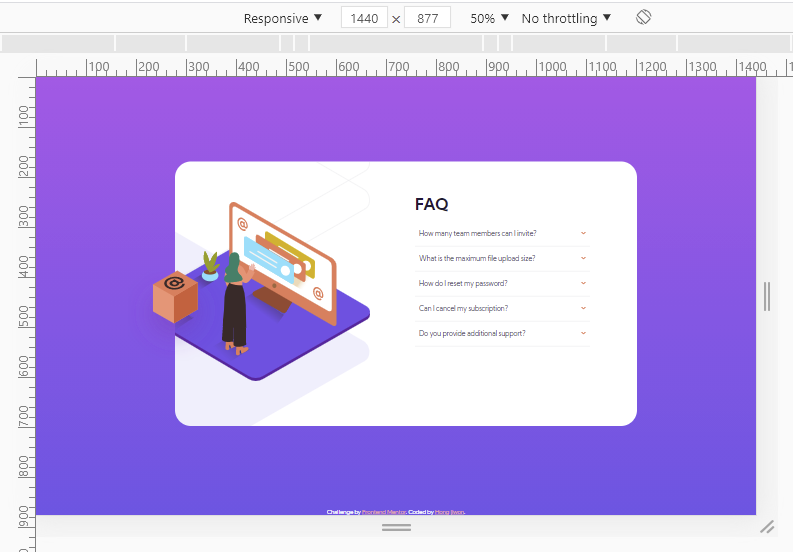 Responsive ▼ 1440 × 877 50% ▼ No throttling ▼
100 200 300 400 500 600 700 800 900 1000 1100 1200 1300 1400
100
200
300
400
500
600
700
800
900
FAQ
How many team members can I invite?
What is the maximum file upload size?
How do I reset my password?
Can I cancel my subscription?
Do you provide additional support?
@
@
@
Challenge by Frontend Mentor. Coded by Hong Jiwon.